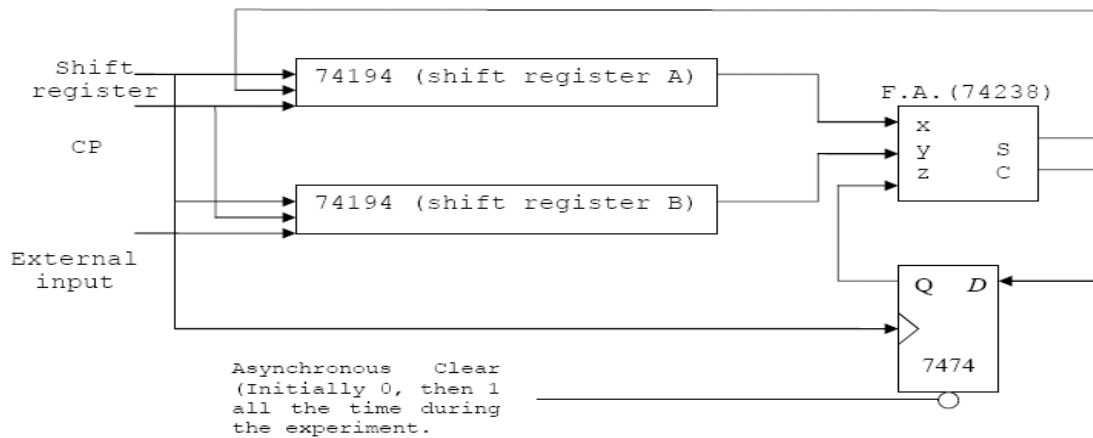 Shift
register
CP
External
input
74194 (shift register A)
74194 (shift register B)
F.A.(74238)
x
y S
z C
Q D
7474
Asynchronous Clear
(Initially 0, then 1
all the time during
the experiment.